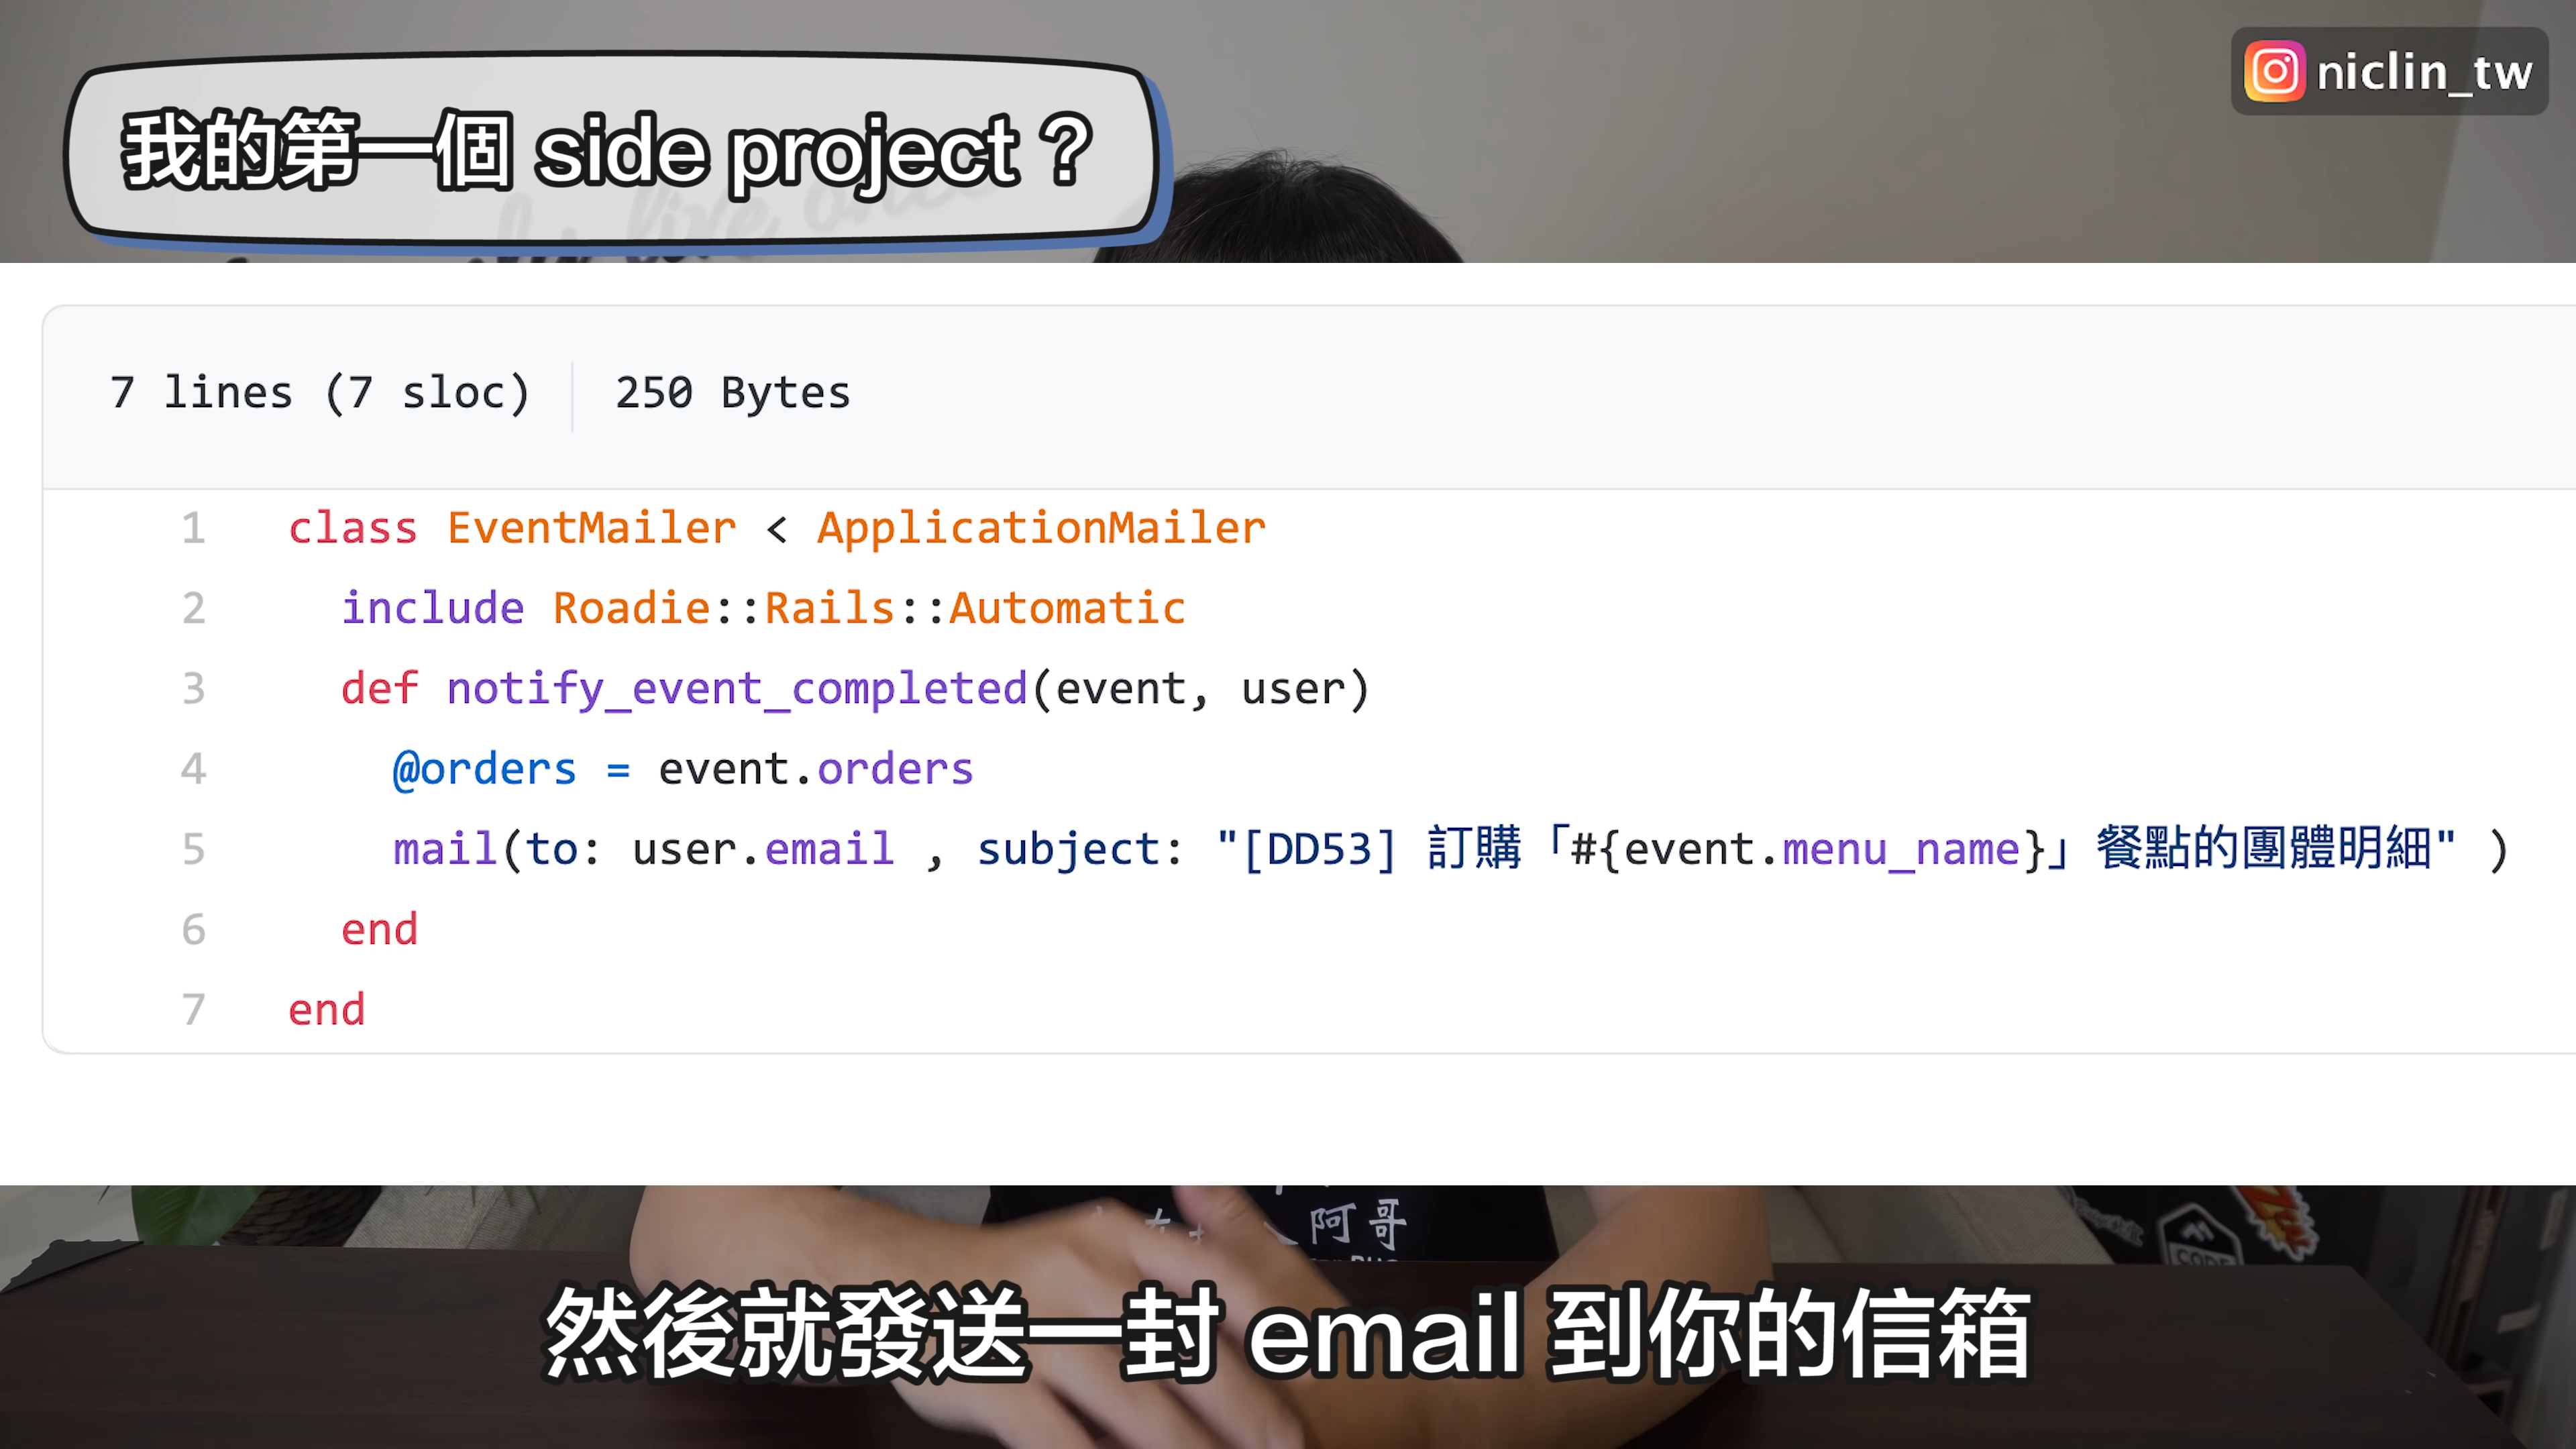 我的第一個 side project？
niclin_tw
7 lines (7 sloc) 250 Bytes
1 class EventMailer < ApplicationMailer
2 include Roadie::Rails::Automatic
3 def notify_event_completed(event, user)
4 @orders = event.orders
5 mail(to: user.email , subject: "[DD53] 訂購「#{event.menu_name}」餐點的團體明細" )
6 end
7 end
阿哥
CODE
然後就發送一封 email 到你的信箱